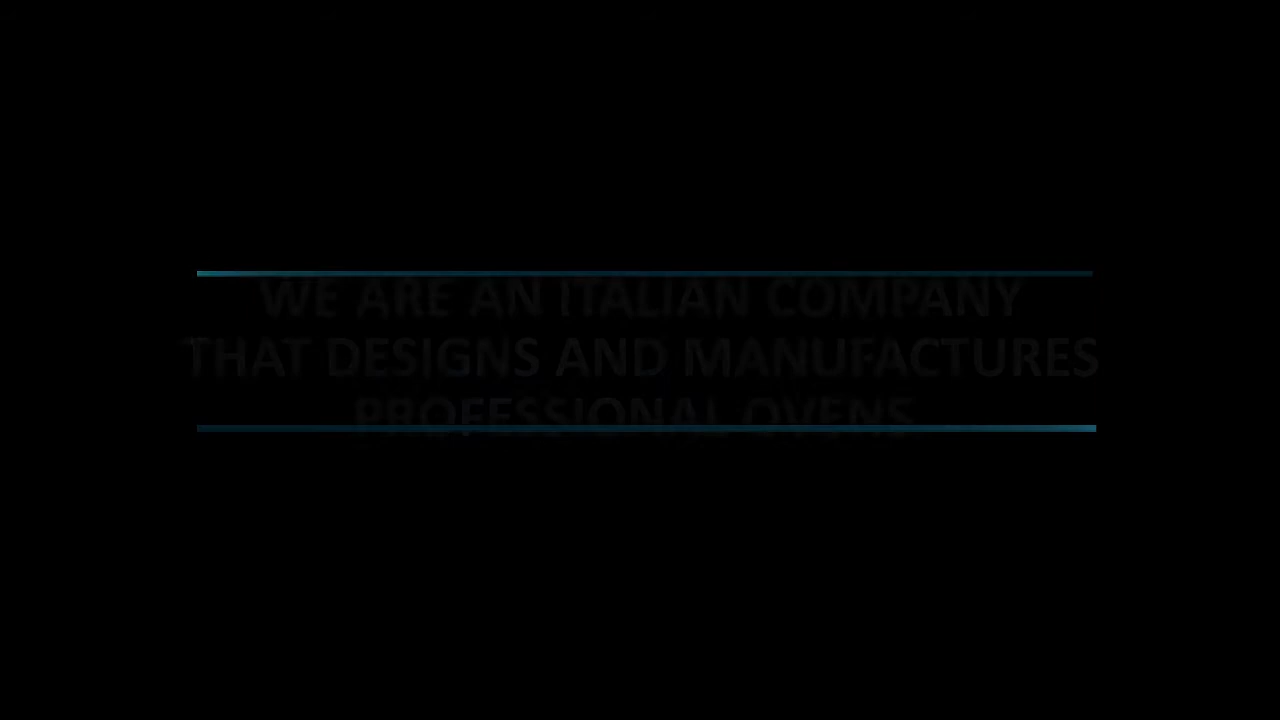 WE ARE AN ITALIAN COMPANY
THAT DESIGNS AND MANUFACTURES
PROFESSIONAL OVENS